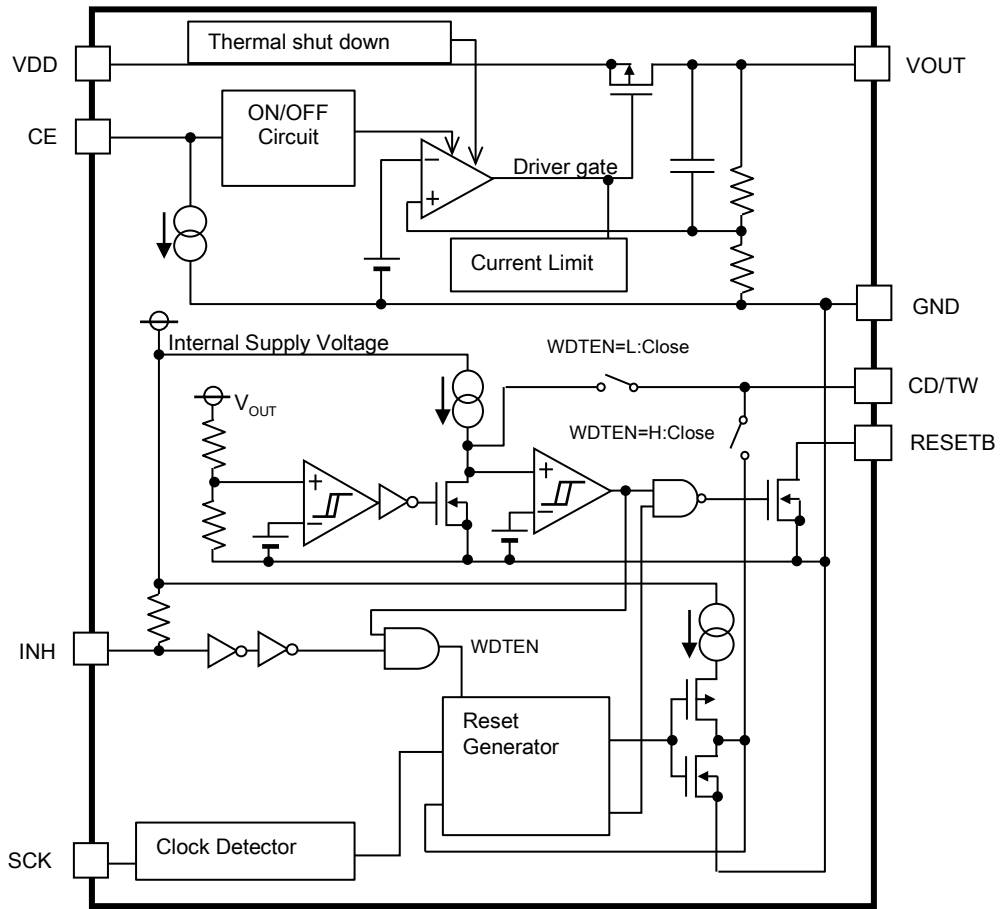 Thermal shut down
VDD
VOUT
ON/OFF
Circuit
CE
Driver gate
Current Limit
GND
Internal Supply Voltage
WDTEN=L:Close
CD/TW
VOUT
WDTEN=H:Close
RESETB
INH
WDTEN
Reset
Generator
Clock Detector
SCK